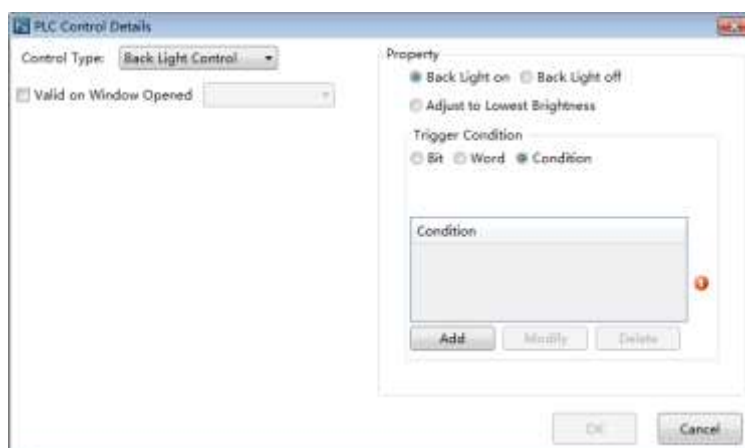 PLC Control Details
Control Type: Back Light Control
Valid on Window Opened
Property
Back Light on Back Light off
Adjust to Lowest Brightness
Trigger Condition
Bit Word Condition
Condition
Add Modify Delete
OK Cancel